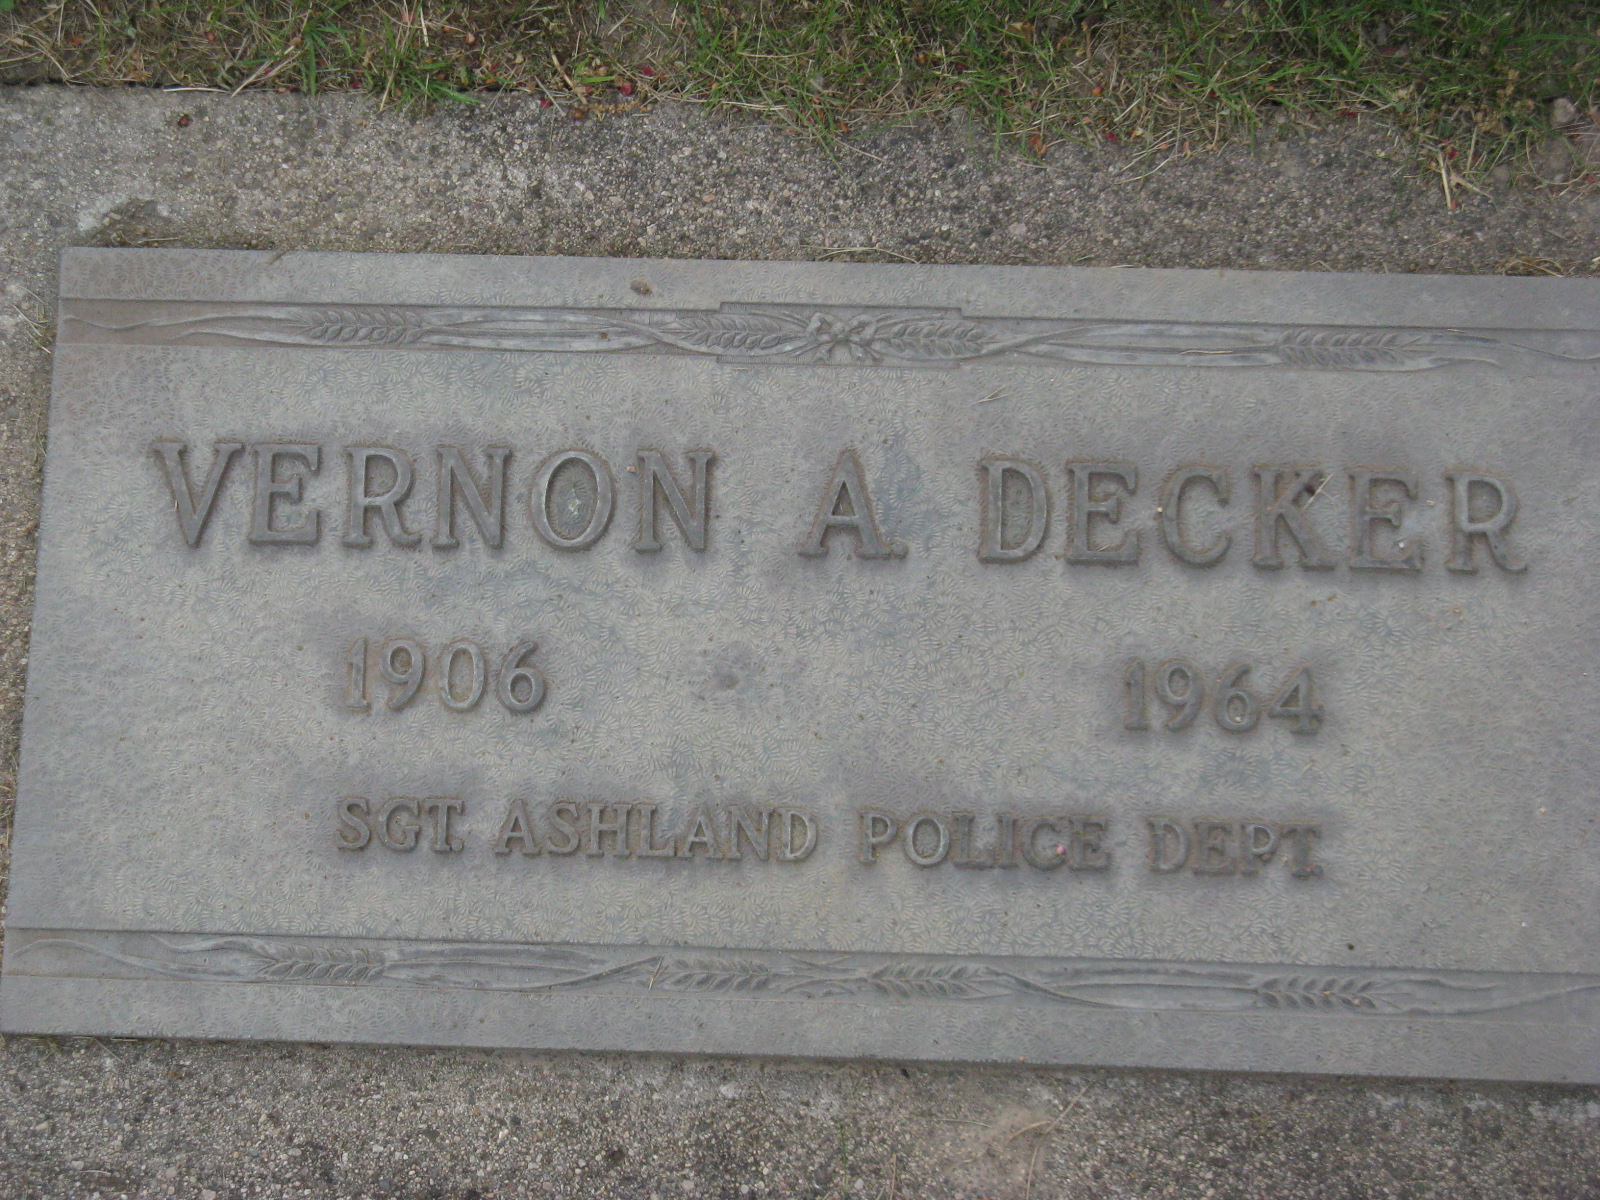 VERNON A. DECKER
1906 1964
SGT. ASHLAND POLICE DEPT.